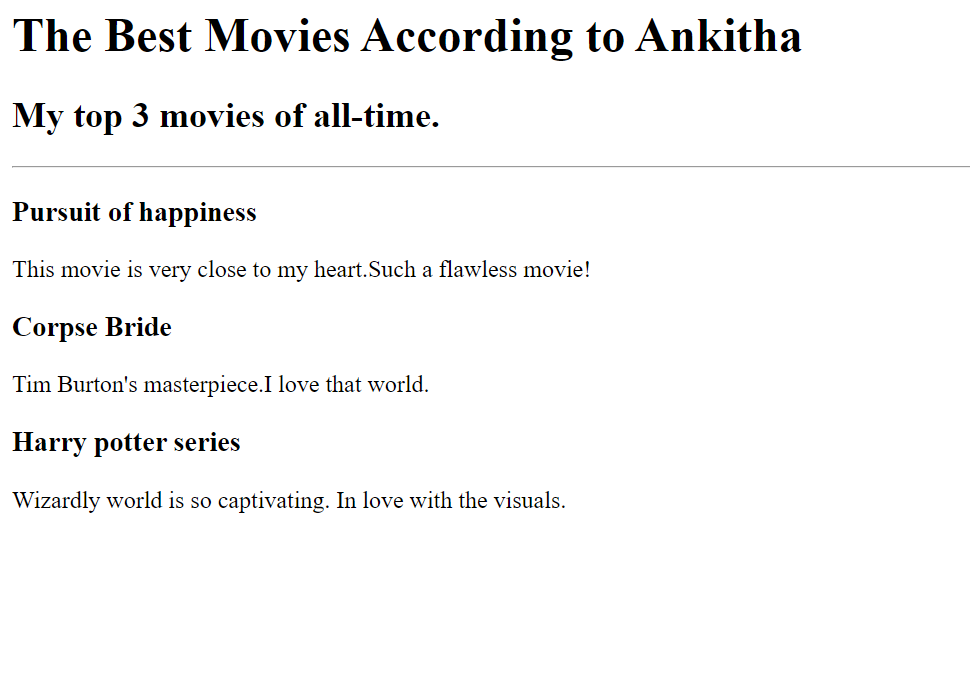 The Best Movies According to Ankitha
My top 3 movies of all-time.
Pursuit of happiness
This movie is very close to my heart.Such a flawless movie!
Corpse Bride
Tim Burton's masterpiece.I love that world.
Harry potter series
Wizardly world is so captivating. In love with the visuals.